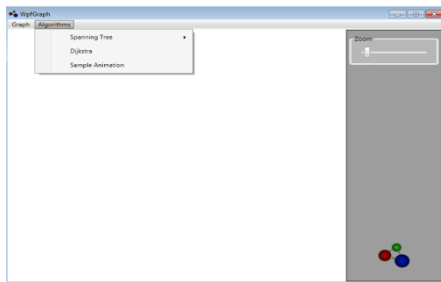 WpfGraph
Graph Algorithms
Zoom
Spanning Tree
Dijkstra
Sample Animation